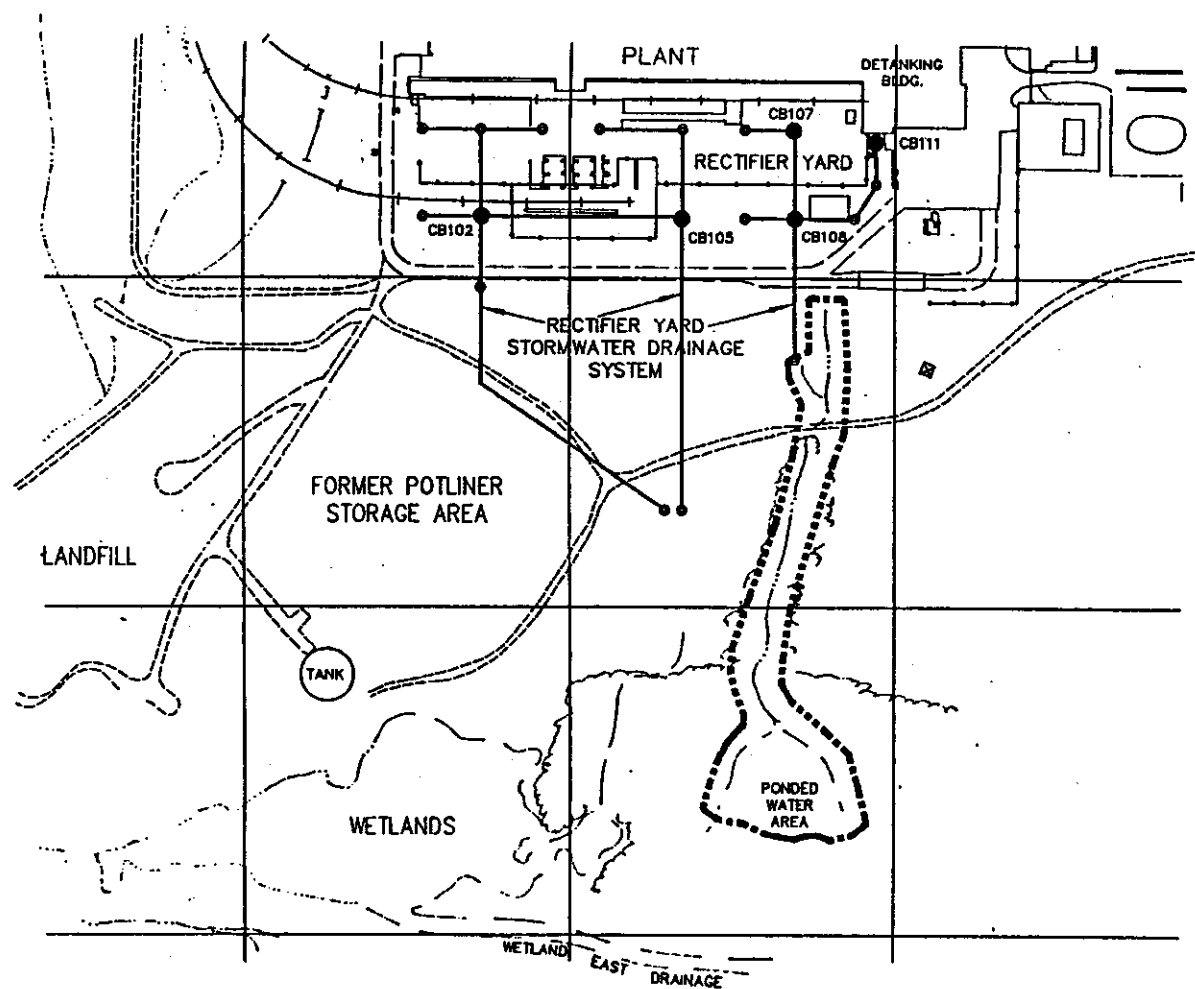 PLANT
DETANKING
BLDG.
CB107
CB111
RECTIFIER YARD
CB102
CB105
CB108
RECTIFIER YARD
STORMWATER DRAINAGE
SYSTEM
FORMER POTLINER
STORAGE AREA
LANDFILL
TANK
PONDED
WATER
AREA
WETLANDS
WETLAND EAST DRAINAGE